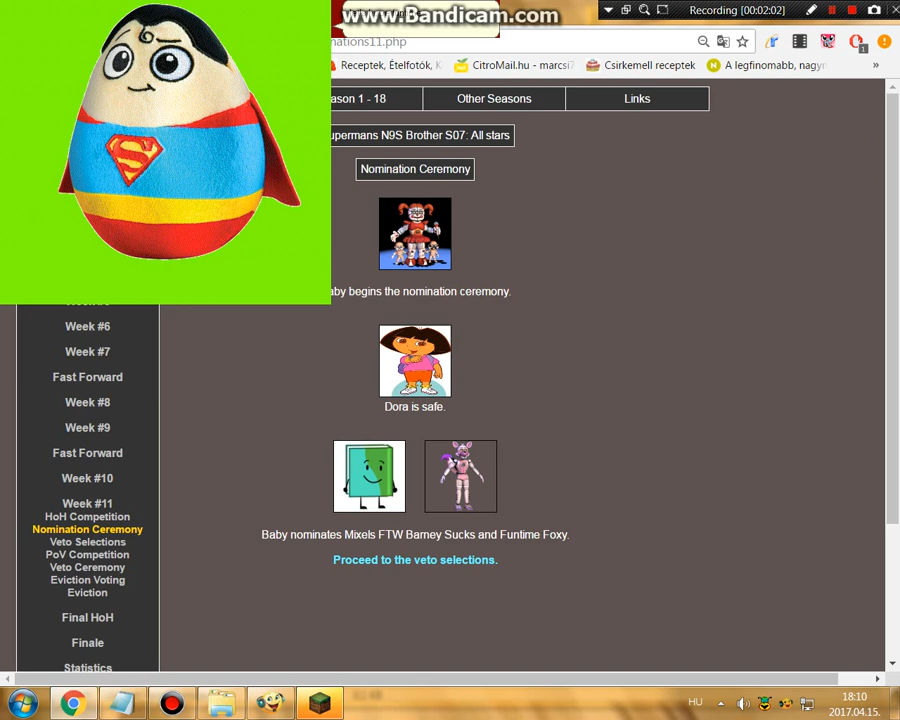 www.Bandicam.com
Recording [00:02:02]
nations11.php
Receptek, Ételfotók, K
CitroMail.hu - marcsi7
Csirkemell receptek
A legfinomabb, nagym
»
ason 1 - 18
Other Seasons
Links
upermans N9S Brother S07: All stars
Nomination Ceremony
aby begins the nomination ceremony.
Dora is safe.
Baby nominates Mixels FTW Barney Sucks and Funtime Foxy.
Proceed to the veto selections.
Week #6
Week #7
Fast Forward
Week #8
Week #9
Fast Forward
Week #10
Week #11
HoH Competition
Nomination Ceremony
Veto Selections
PoV Competition
Veto Ceremony
Eviction Voting
Eviction
Final HoH
Finale
Statistics
HU
18:10
2017.04.15.